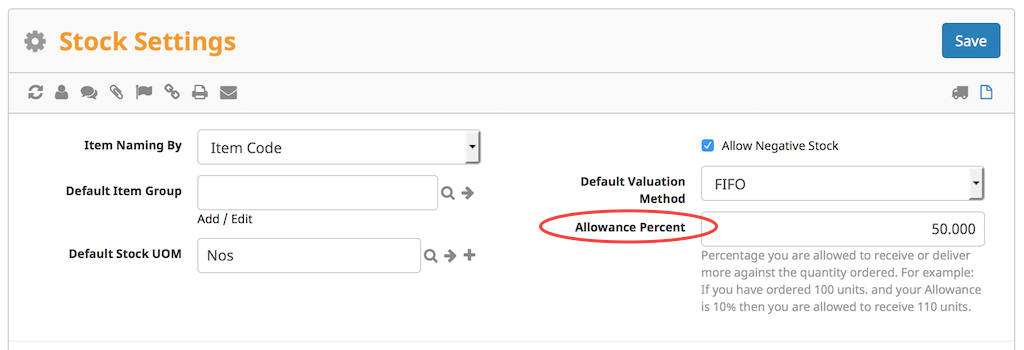 Stock Settings
Save
Item Naming By
Item Code
Default Item Group
Add / Edit
Default Stock UOM
Nos
Allow Negative Stock
Default Valuation
Method
FIFO
Allowance Percent
50.000
Percentage you are allowed to receive or deliver
more against the quantity ordered. For example:
If you have ordered 100 units. and your Allowance
is 10% then you are allowed to receive 110 units.